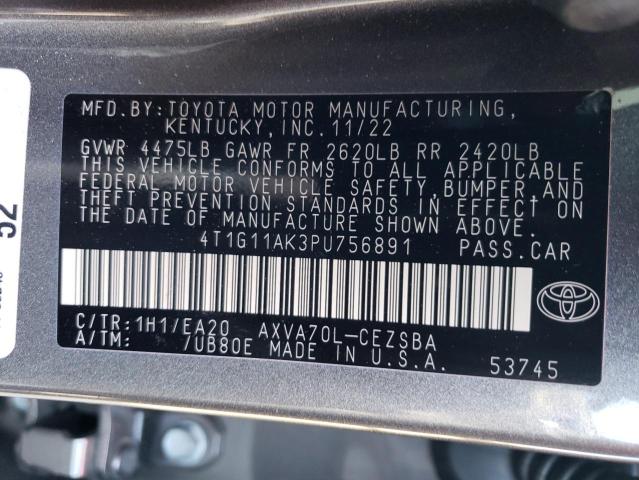 MFD.BY:TOYOTA MOTOR MANUFACTURING,
KENTUCKY,INC.11/22
GVWR 4475LB GAWR FR 2620LB RR 2420LB
THIS VEHICLE CONFORMS TO ALL APPLICABLE
FEDERAL MOTOR VEHICLE SAFETY, BUMPER, AND
THEFT PREVENTION STANDARDS IN EFFECT ON
THE DATE OF MANUFACTURE SHOWN ABOVE.
4T1G11AK3PU756891 PASS.CAR
C/TR:1H1/EA20 AXVA70L-CEZSBA
A/TM: /UB80E MADE IN U.S.A.
53745
52